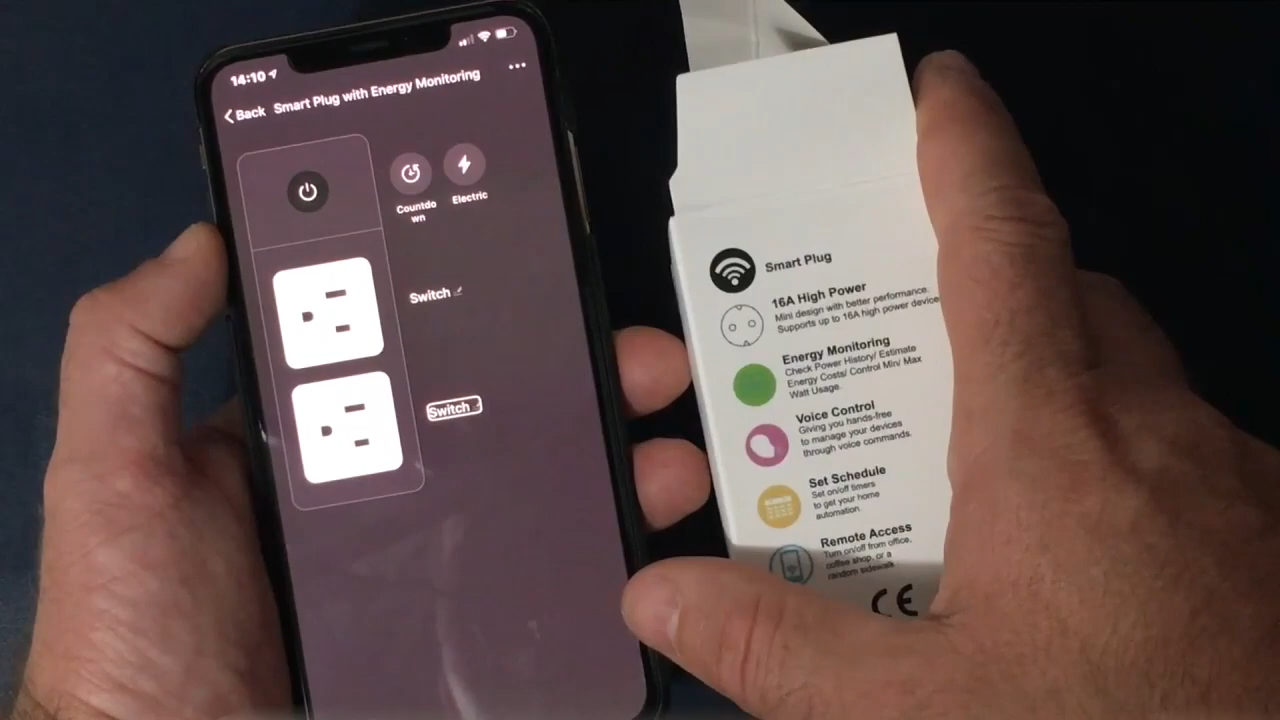 14:10
Back Smart Plug with Energy Monitoring
Countdo
wn
Electric
Switch
Switch
Smart Plug
16A High Power
Mini design with better performance.
Supports up to 16A high power device
Energy Monitoring
Check Power History/ Estimate
Energy Costs/ Control Min/ Max
Watt Usage.
Voice Control
Giving you hands-free
to manage your devices
through voice commands.
Set Schedule
Set on/off timers
to get your home
automation
Remote Access
Turn on/off from office,
coffee shop, or a
random sidewalk
CE